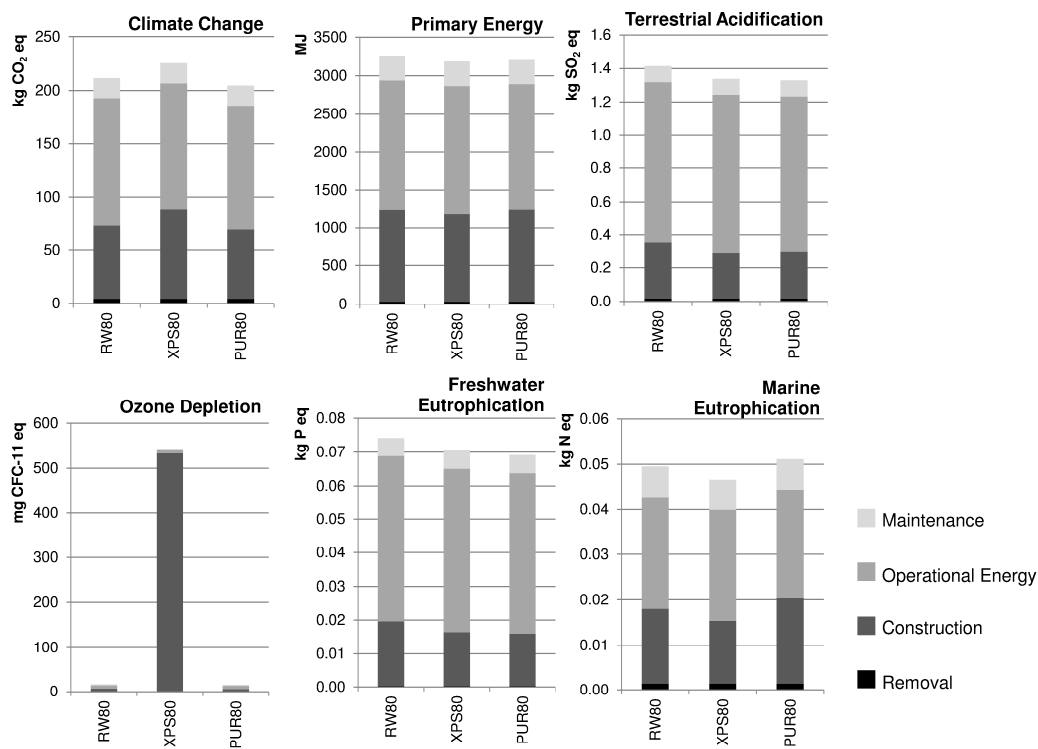 Climate Change
kg CO2 eq
250
200
150
100
50
0
RW80
XPS80
PUR80
Primary Energy
MJ
3500
3000
2500
2000
1500
1000
500
0
RW80
XPS80
PUR80
Terrestrial Acidification
kg SO2 eq
1.6
1.4
1.2
1.0
0.8
0.6
0.4
0.2
0.0
RW80
XPS80
PUR80
Ozone Depletion
mg CFC-11 eq
600
500
400
300
200
100
0
RW80
XPS80
PUR80
Freshwater
Eutrophication
kg P eq
0.08
0.07
0.06
0.05
0.04
0.03
0.02
0.01
0.00
RW80
XPS80
PUR80
Marine
Eutrophication
kg N eq
0.06
0.05
0.04
0.03
0.02
0.01
0.00
RW80
XPS80
PUR80
Maintenance
Operational Energy
Construction
Removal